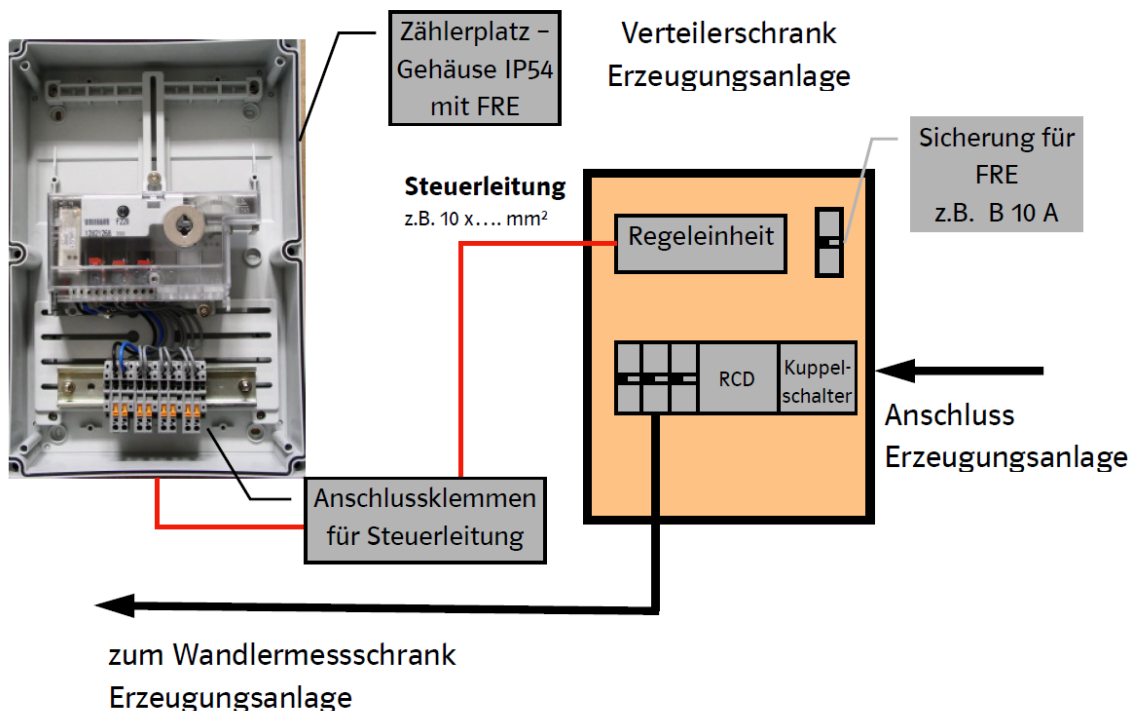 Zählerplatz –
Gehäuse IP54
mit FRE
Verteilerschrank
Erzeugungsanlage
Sicherung für
FRE
z.B. B 10 A
Steuerleitung
z.B. 10 x…. mm²
Regeleinheit
RCD
Kuppel-
schalter
Anschluss
Erzeugungsanlage
Anschlussklemmen
für Steuerleitung
zum Wandlermessschrank
Erzeugungsanlage